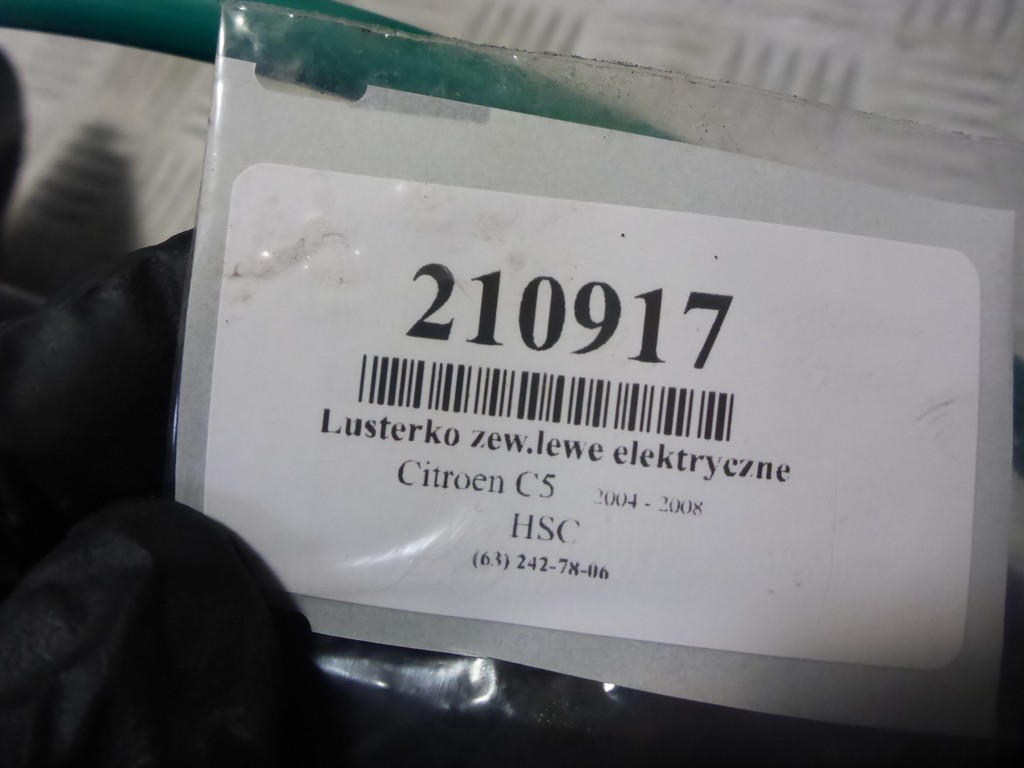 210917
Lusterko zew.lewe elektryczne
Citroen C5 2004 - 2008
HSC
(63) 242-78-06